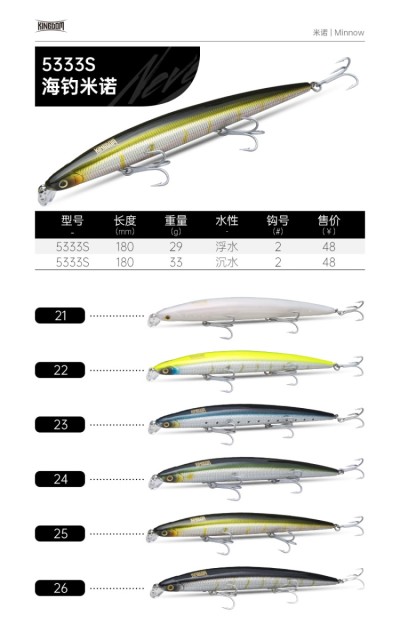 KINGDOM
米诺 | Minnow
5333S
海钓米诺
KINGDOM
型号 长度 重量 水性 钩号 售价
- (mm) (g) - (#) (¥)
5333S 180 29 浮水 2 48
5333S 180 33 沉水 2 48
21
22
23
24
25
26